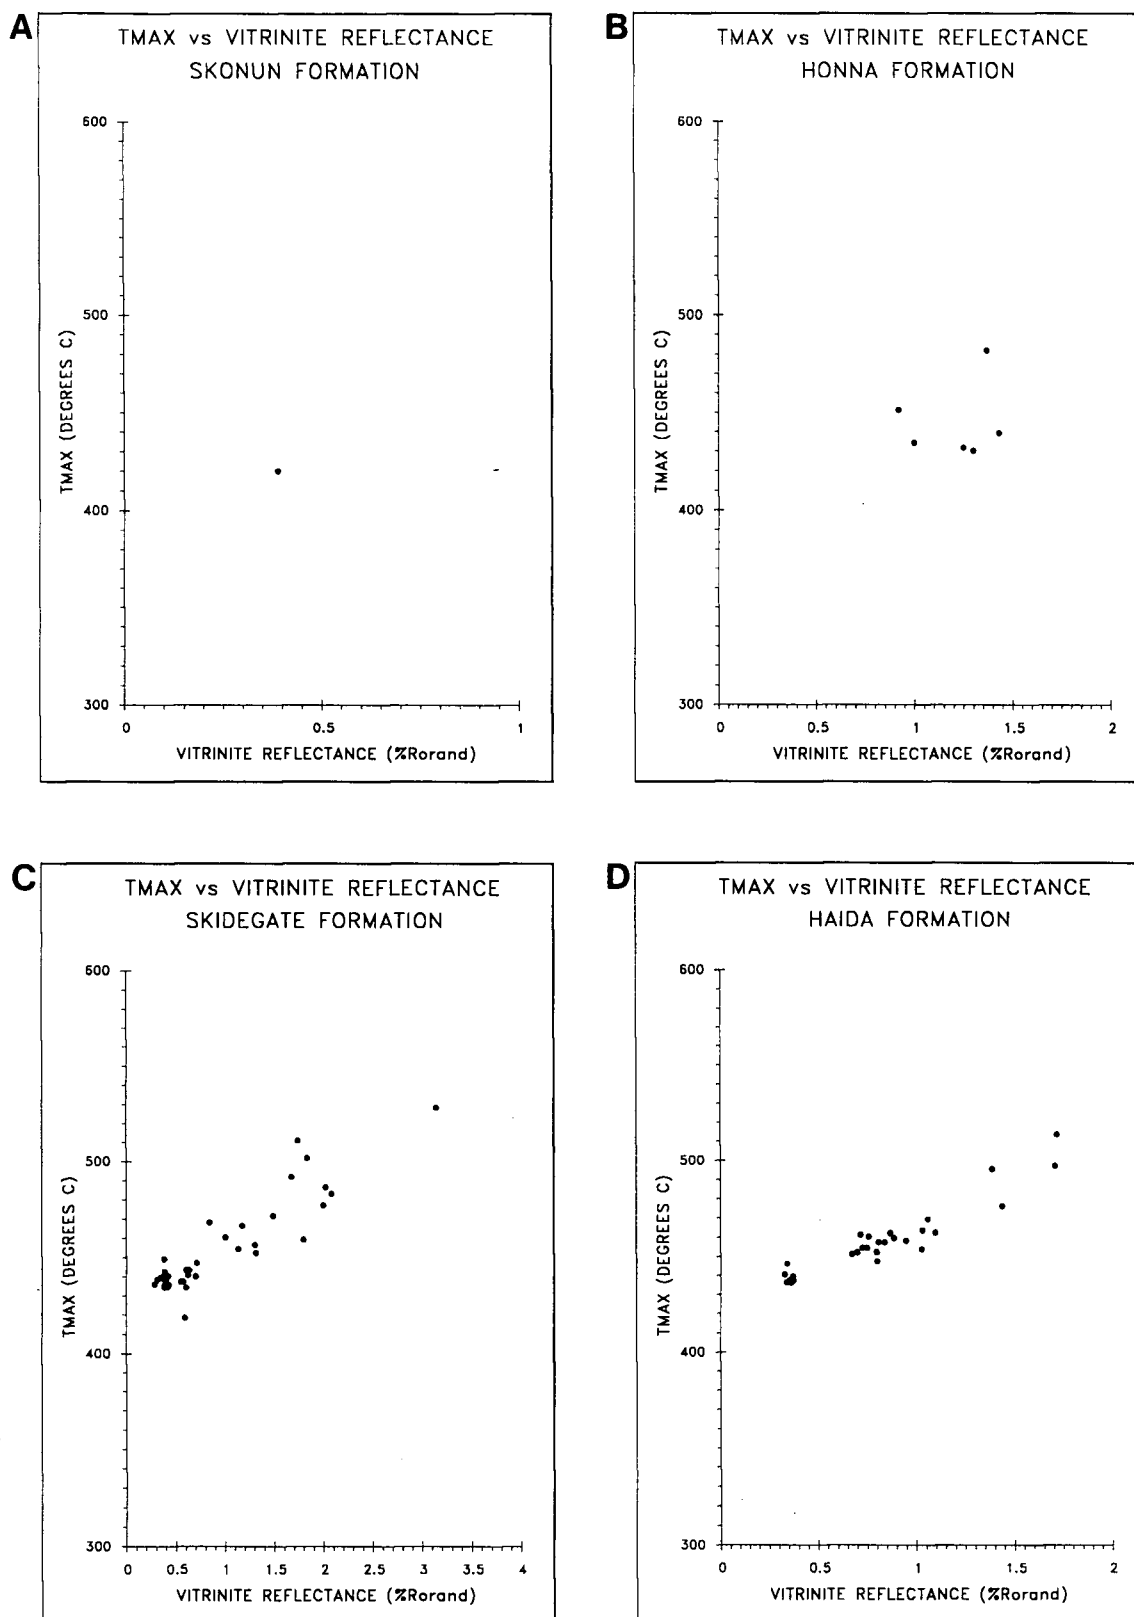 A
TMAX vs VITRINITE REFLECTANCE
SKONUN FORMATION
600
500
400
300
TMAX (DEGREES C)
0 0.5 1
VITRINITE REFLECTANCE (%Rorand)
B
TMAX vs VITRINITE REFLECTANCE
HONNA FORMATION
600
500
400
300
TMAX (DEGREES C)
0 0.5 1 1.5 2
VITRINITE REFLECTANCE (%Rorand)
C
TMAX vs VITRINITE REFLECTANCE
SKIDEGATE FORMATION
600
500
400
300
TMAX (DEGREES C)
0 0.5 1 1.5 2 2.5 3 3.5 4
VITRINITE REFLECTANCE (%Rorand)
D
TMAX vs VITRINITE REFLECTANCE
HAIDA FORMATION
600
500
400
300
TMAX (DEGREES C)
0 0.5 1 1.5 2
VITRINITE REFLECTANCE (%Rorand)